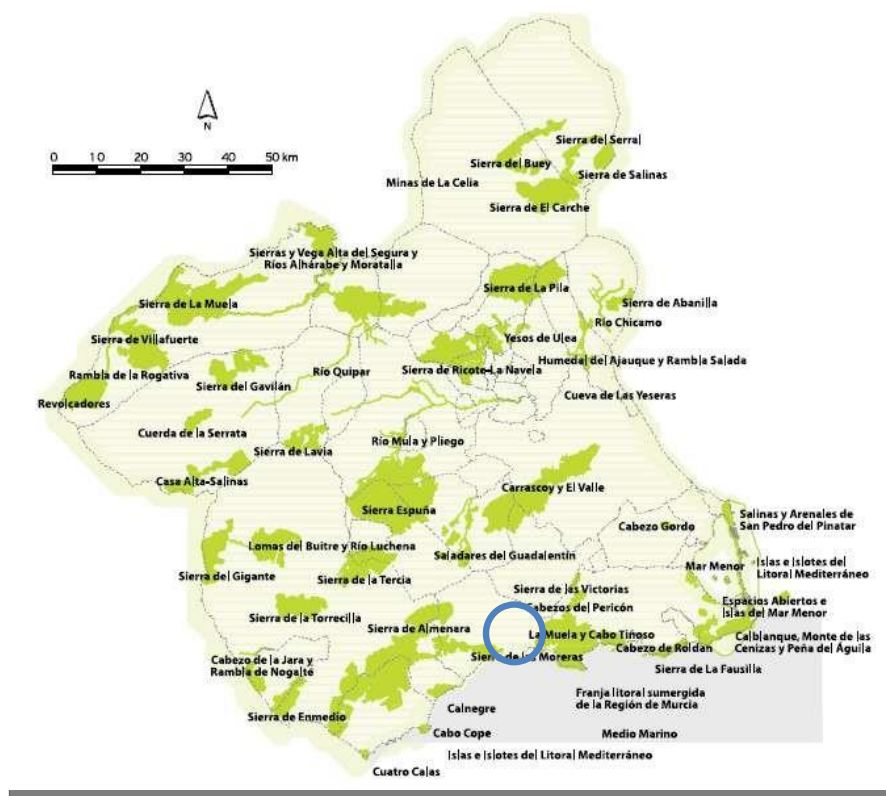 N
0 10 20 30 40 50 km
Sierra del Serral
Sierra del Buey
Sierra de Salinas
Minas de La Celia
Sierra de El Carche
Sierras y Vega Alta del Segura y
Ríos Alhárabe y Moratalla
Sierra de La Pila
Sierra de La Muela
Sierra de Abanilla
Río Chicamo
Sierra de Villafuerte
Yesos de Ulea
Humedal del Ajauque y Rambla Salada
Rambla de la Rogativa
Río Quipar
Sierra de Ricote-La Navela
Sierra del Gavilán
Revolcadores
Cueva de Las Yeseras
Cuerda de la Serrata
Río Mula y Pliego
Sierra de Lavia
Casa Alta-Salinas
Carrascoy y El Valle
Sierra Espuña
Salinas y Arenales de
San Pedro del Pinatar
Cabezo Gordo
Lomas del Buitre y Río Luchena
Saladares del Guadalentín
Mar Menor
Islas e Islotes del
Litoral Mediterráneo
Sierra del Gigante
Sierra de la Tercia
Sierra de las Victorias
Espacios Abiertos e
Islas del Mar Menor
Cabezos del Pericón
Sierra de la Torrecilla
Sierra de Almenara
La Muela y Cabo Tiñoso
Calblanque, Monte de las
Cenizas y Peña del Águila
Cabezo de Roldan
Sierra de las Moreras
Cabezo de la Jara y
Rambla de Nogalte
Sierra de La Fausilla
Franja litoral sumergida
de la Región de Murcia
Calnegre
Sierra de Enmedio
Cabo Cope
Medio Marino
Islas e Islotes del Litoral Mediterráneo
Cuatro Calas